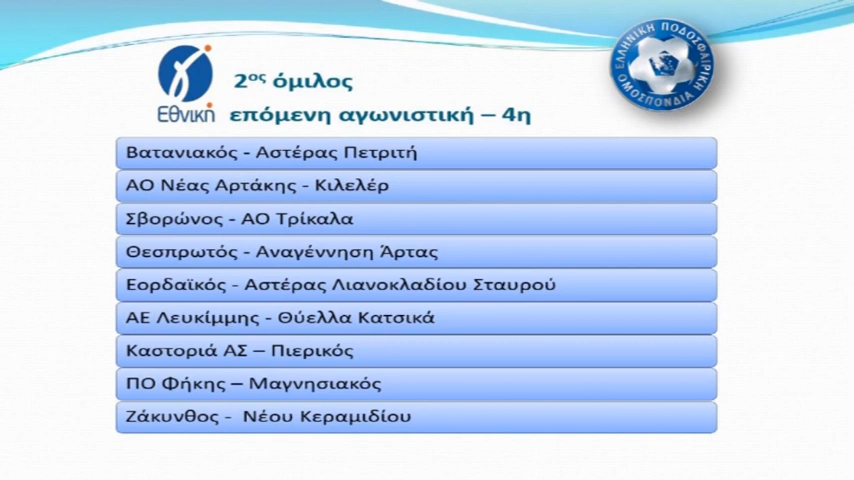 γ
Εθνική
2ος όμιλος
επόμενη αγωνιστική – 4η
ΕΛΛΗΝΙΚΗ ΠΟΔΟΣΦΑΙΡΙΚΗ ΟΜΟΣΠΟΝΔΙΑ
Βατανιακός - Αστέρας Πετριτή
ΑΟ Νέας Αρτάκης - Κιλελέρ
Σβορώνος - ΑΟ Τρίκαλα
Θεσπρωτός - Αναγέννηση Άρτας
Εορδαϊκός - Αστέρας Λιανοκλαδίου Σταυρού
ΑΕ Λευκίμμης - Θύελλα Κατσικά
Καστοριά ΑΣ – Πιερικός
ΠΟ Φήκης – Μαγνησιακός
Ζάκυνθος - Νέου Κεραμιδίου